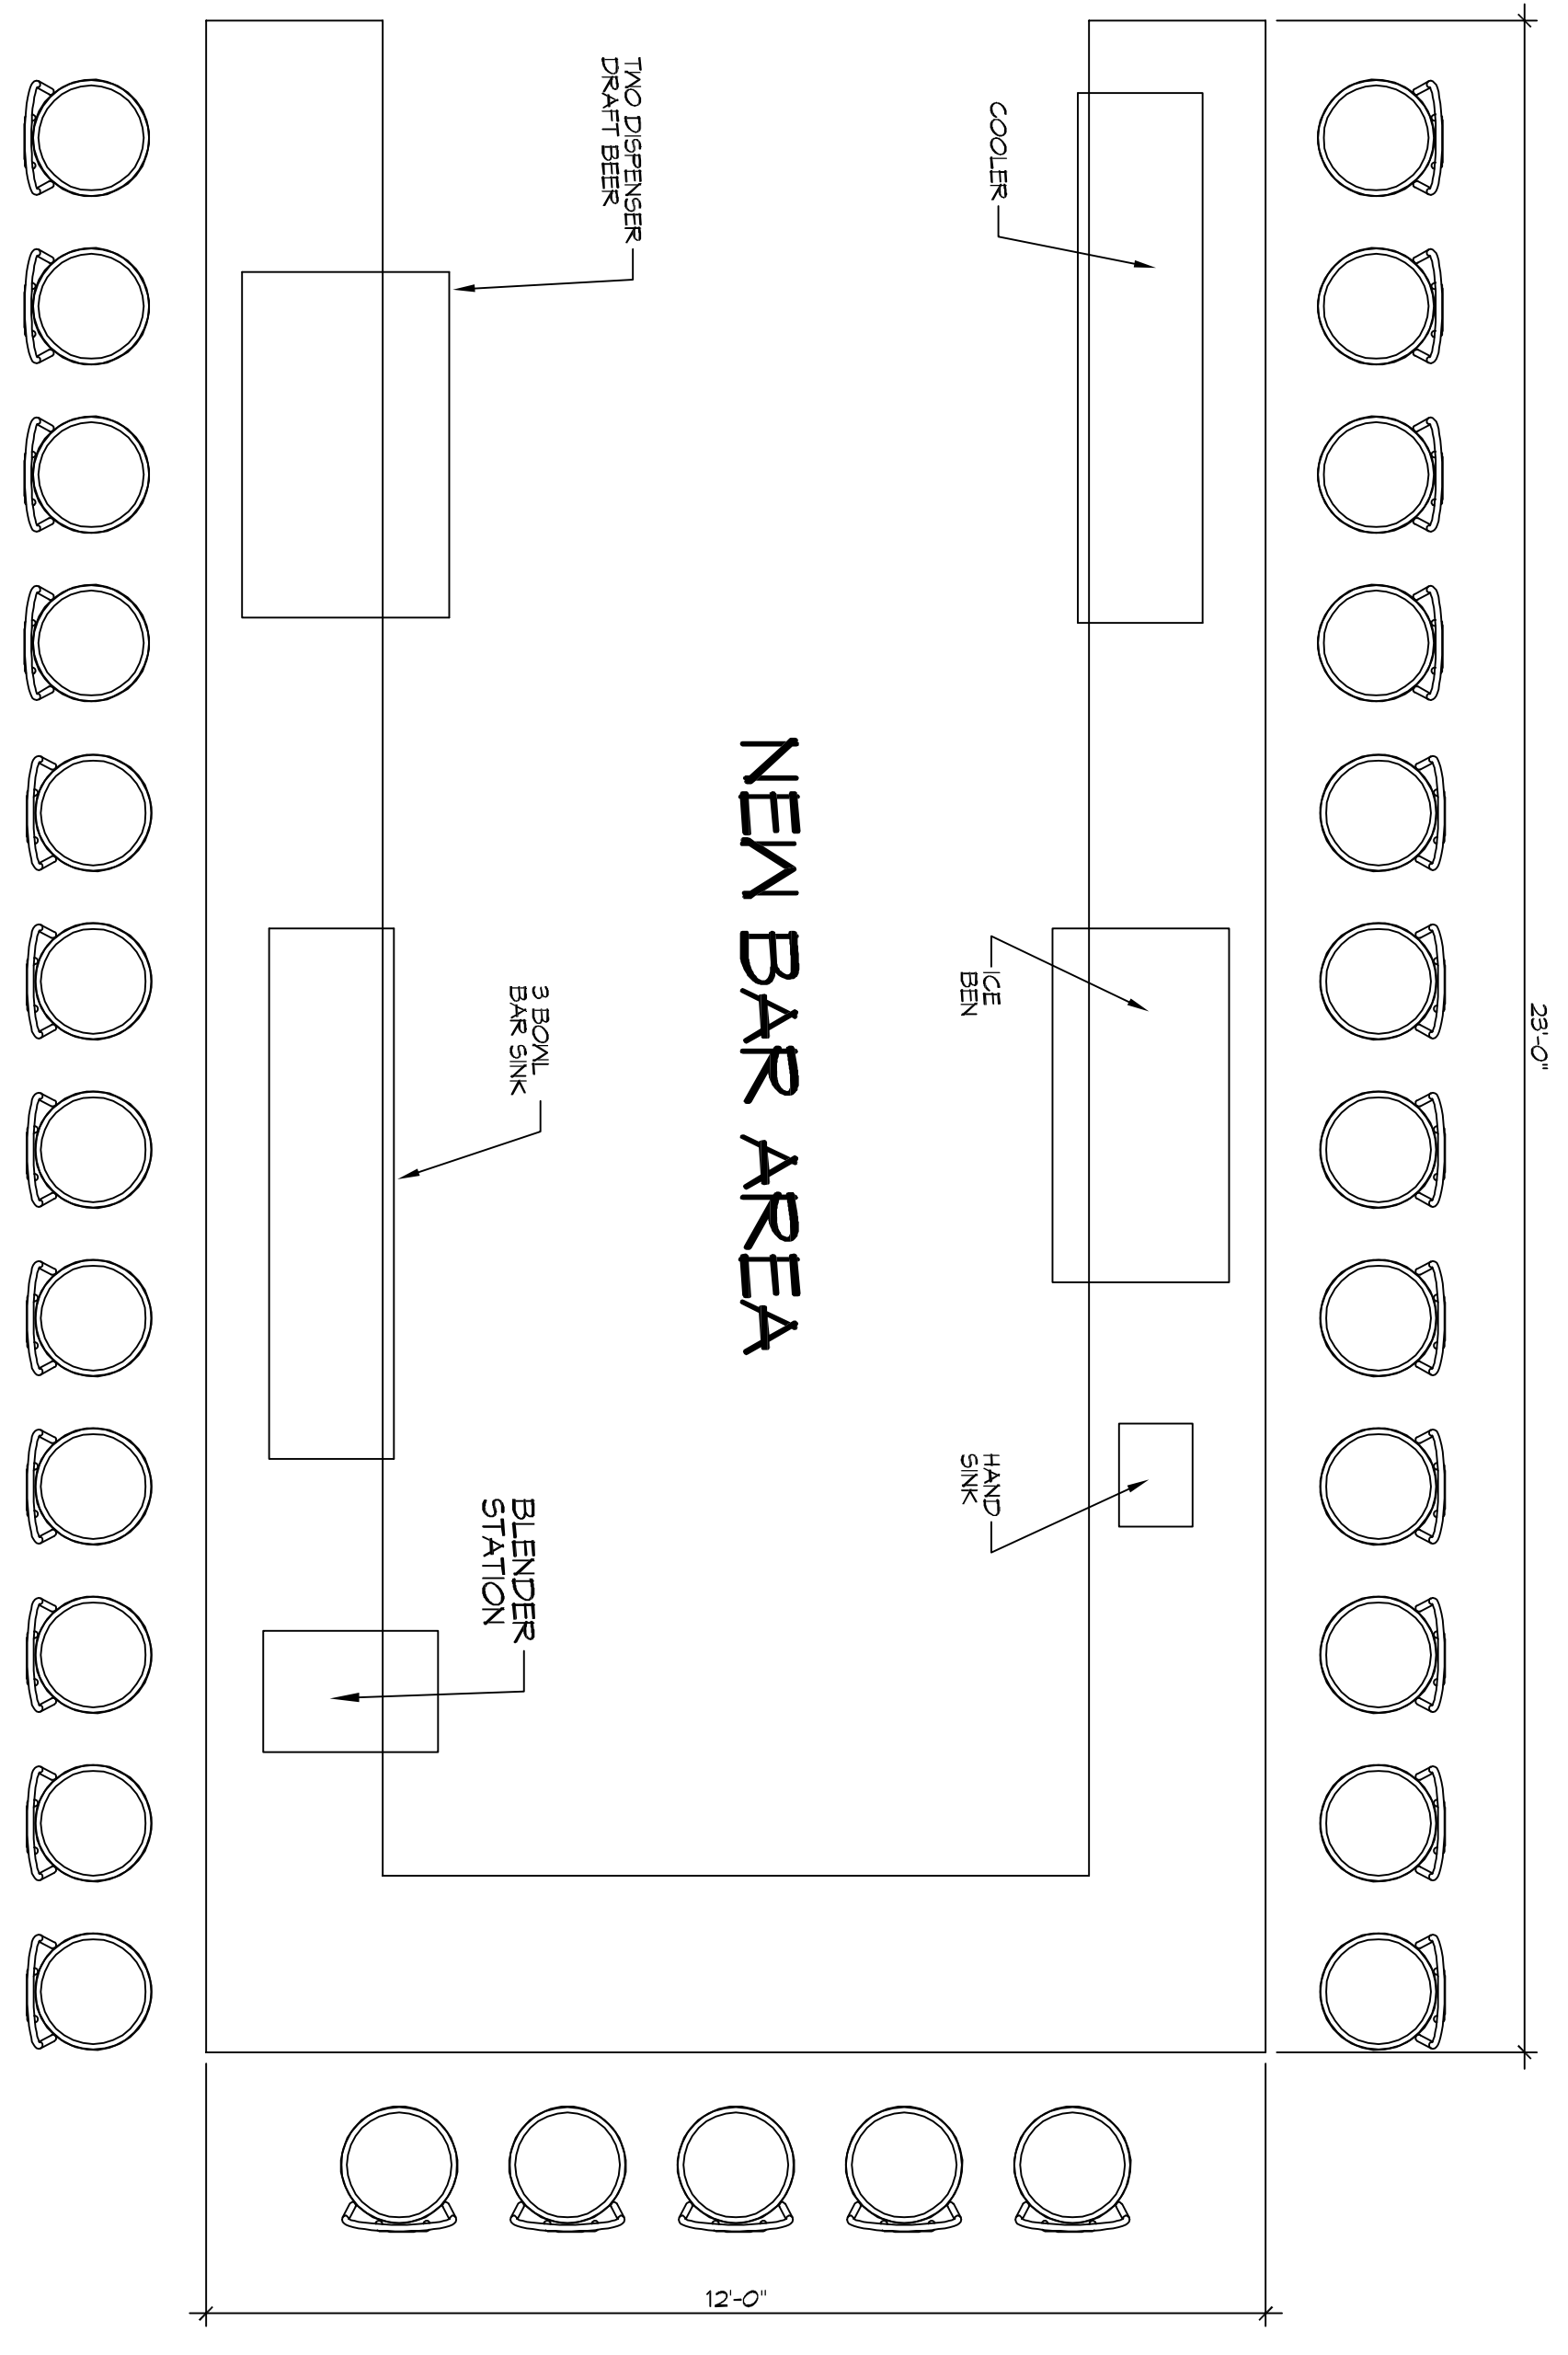 TWO DISPENSER
DRAFT BEER
COOLER
NEW BAR AREA
ICE
BEN
23'-0"
3 BOWL
BAR SINK
HAND
SINK
BLENDER
STATION
12'-0"